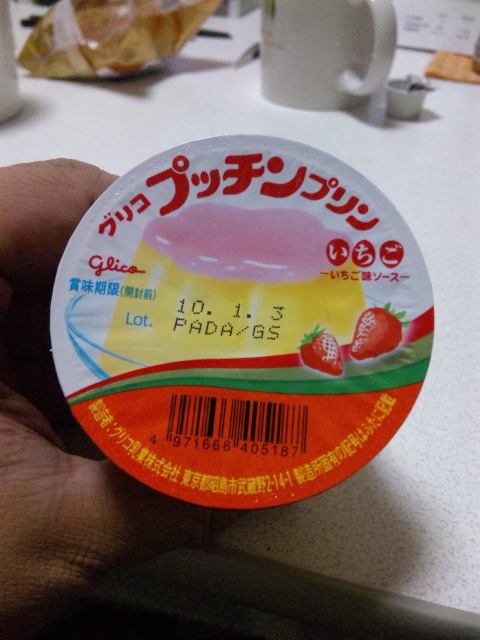 グリコ プッチンプリン
いちご
ーいちご味ソースー
Glico
賞味期限(開封前)
10. 1. 3
Lot. PADA/GS
4 971666 405187
製造者・グリコ乳業株式会社 東京都昭島市武蔵野2-14-1 製造所固有の記号はふたに記載